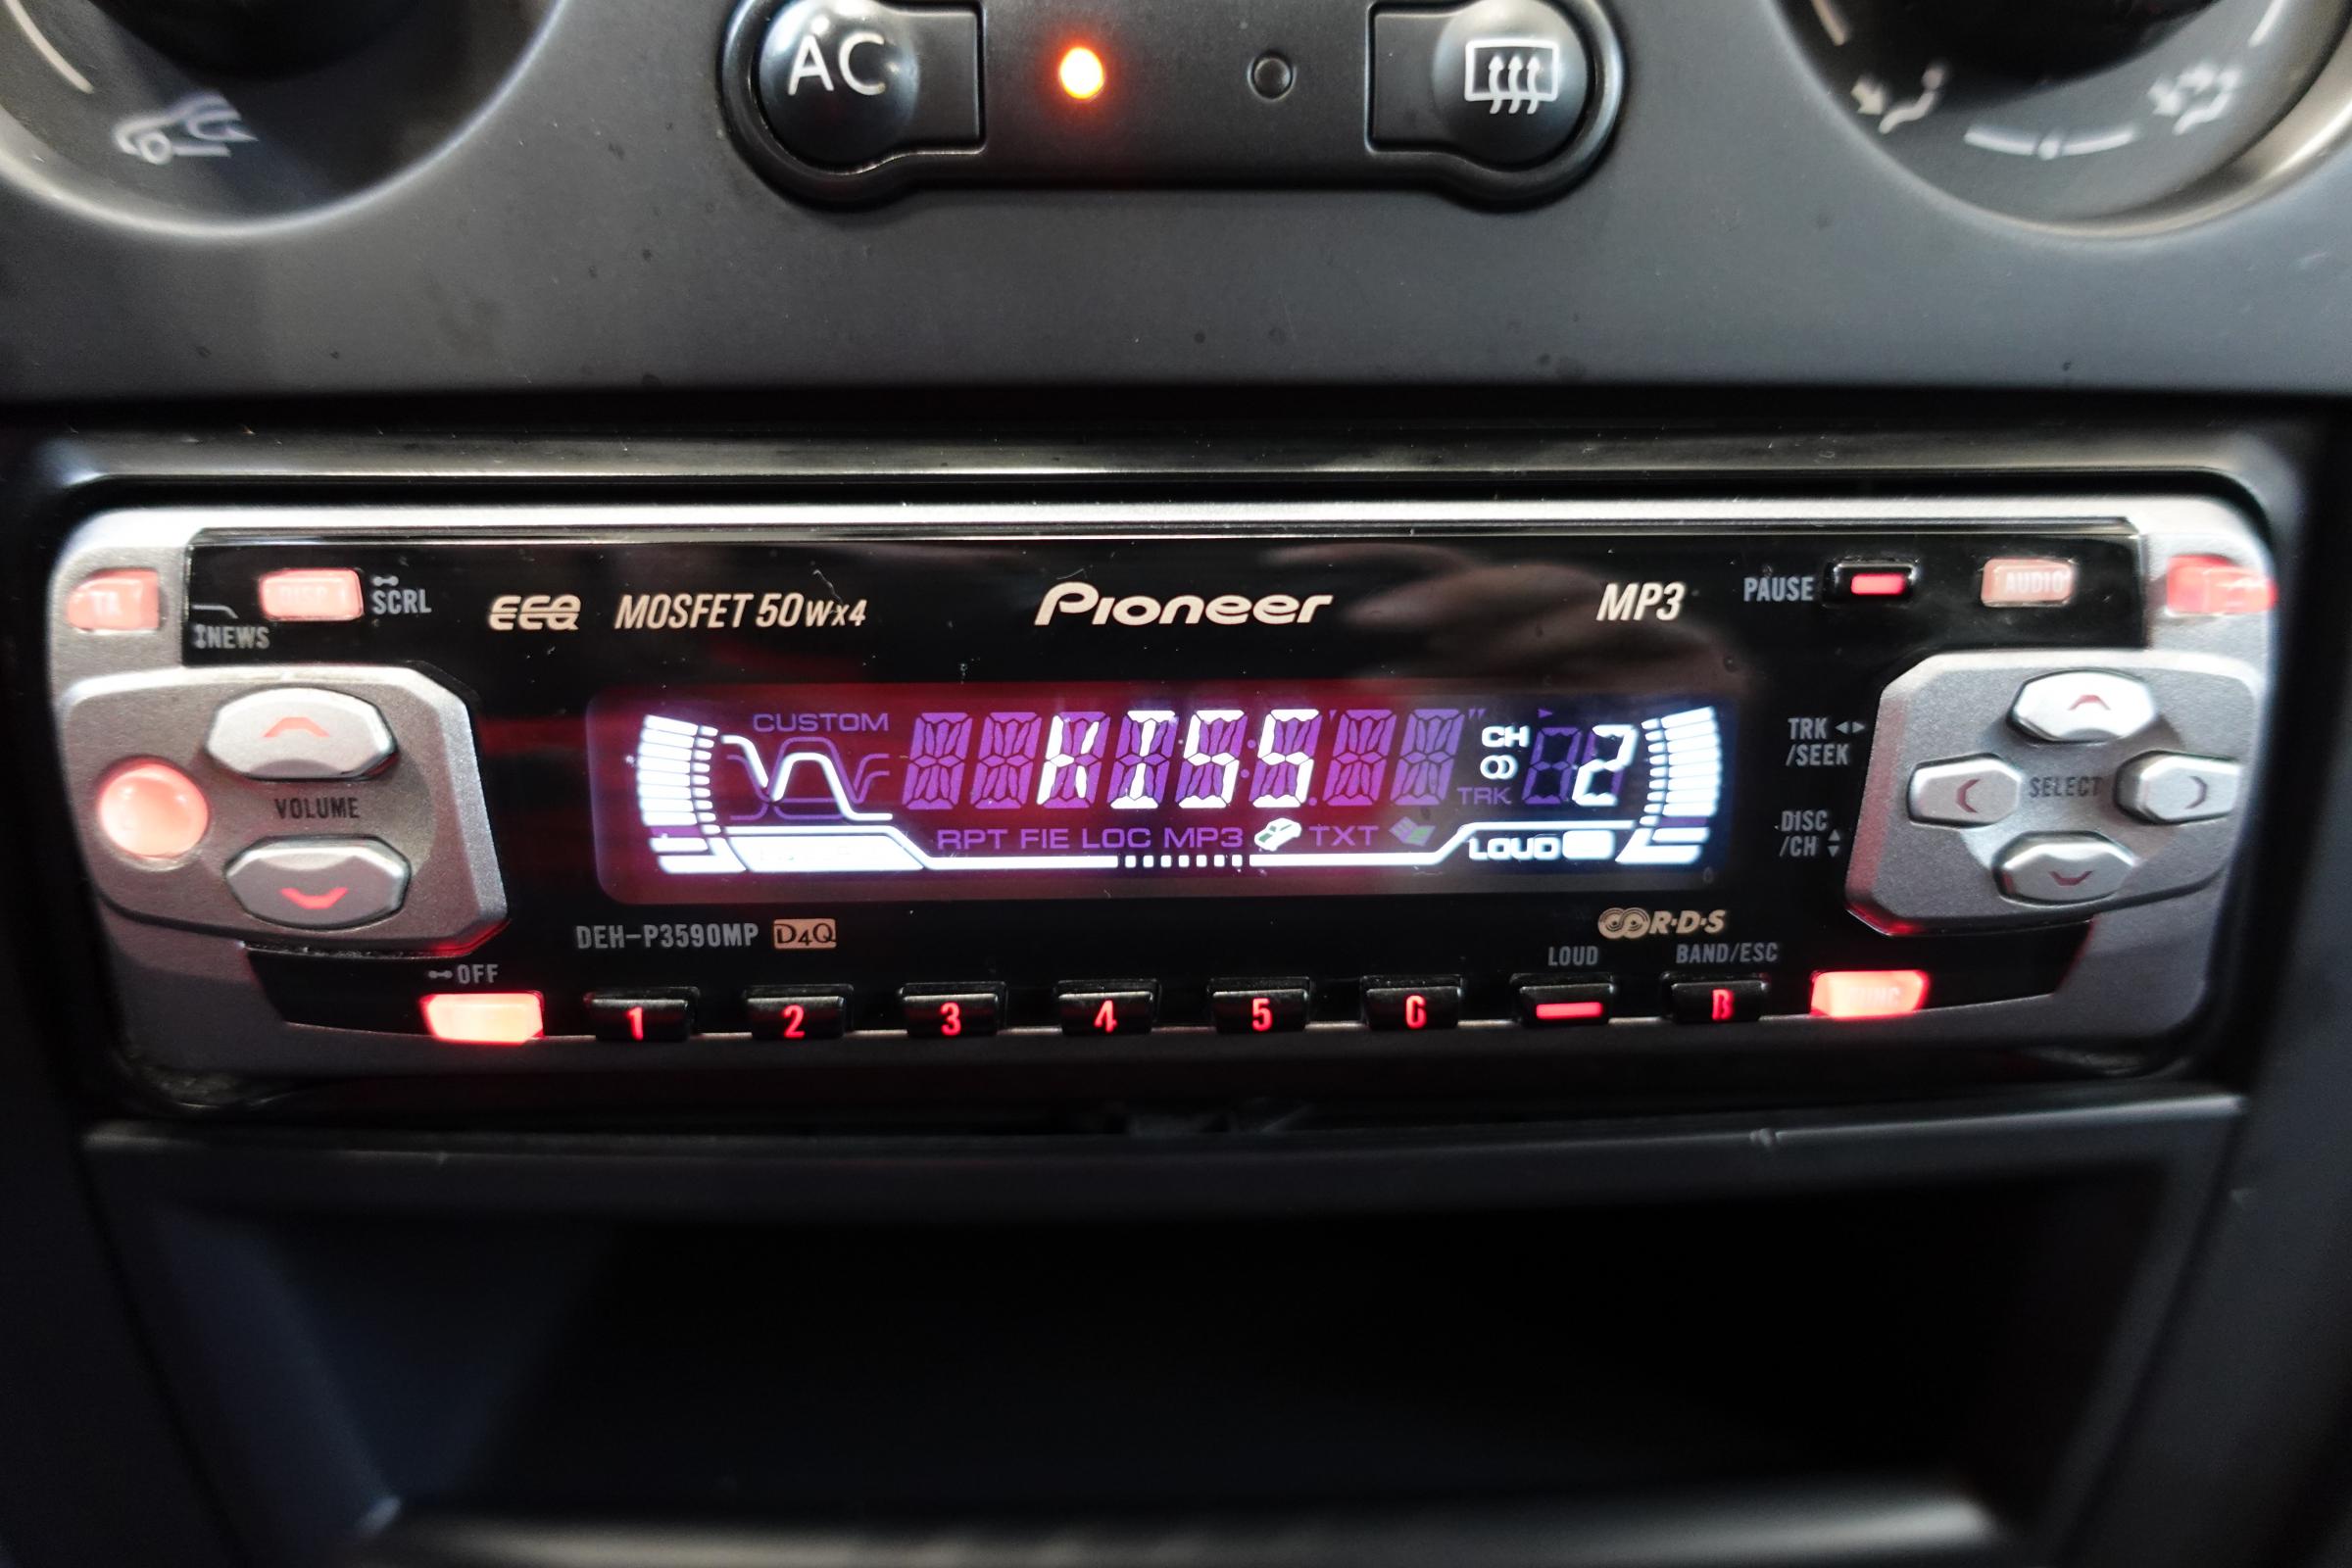 AC
TA
SCRL
NEWS
EEQ MOSFET 50Wx4 Pioneer MP3 PAUSE AUDIO
VOLUME
CUSTOM
KISS CH 2
TRK
RPT FIE LOC MP3 TXT LOUD
TRK
/SEEK
SELECT
DISC
/CH
DEH-P3590MP D4Q R·D·S
OFF LOUD BAND/ESC
1 2 3 4 5 6 B